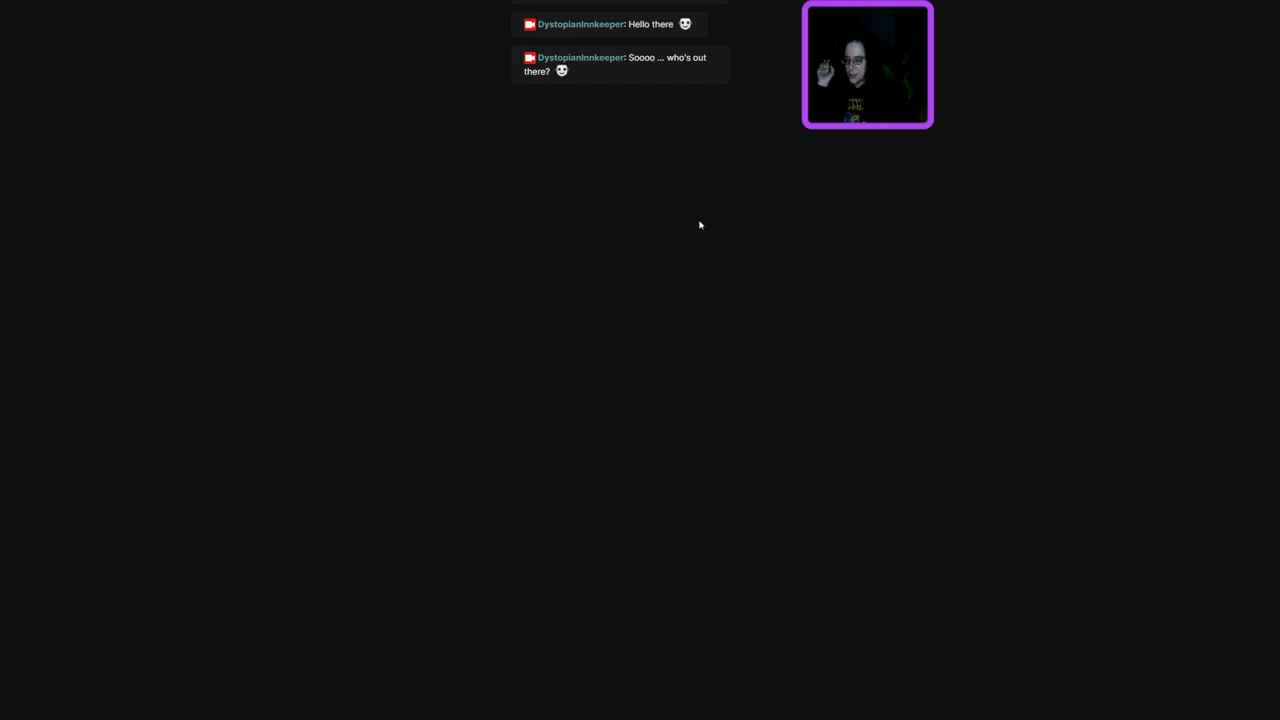 DystopianInnkeeper: Hello there
DystopianInnkeeper: Soooo ... who's out
there?